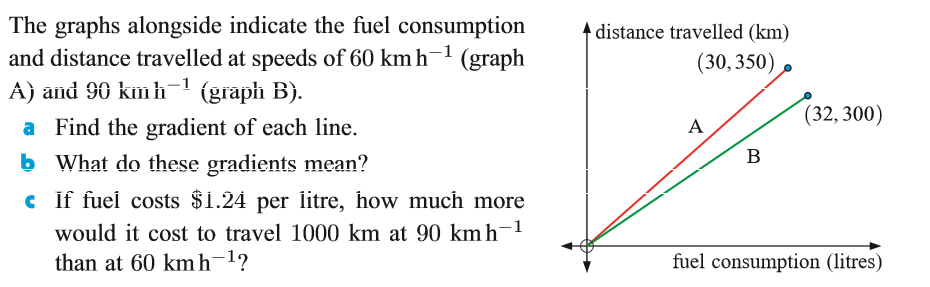 The graphs alongside indicate the fuel consumption
and distance travelled at speeds of 60 km h⁻¹ (graph
A) and 90 km h⁻¹ (graph B).
a Find the gradient of each line.
b What do these gradients mean?
c If fuel costs $1.24 per litre, how much more
would it cost to travel 1000 km at 90 km h⁻¹
than at 60 km h⁻¹?
distance travelled (km)
(30, 350)
(32, 300)
A
B
fuel consumption (litres)